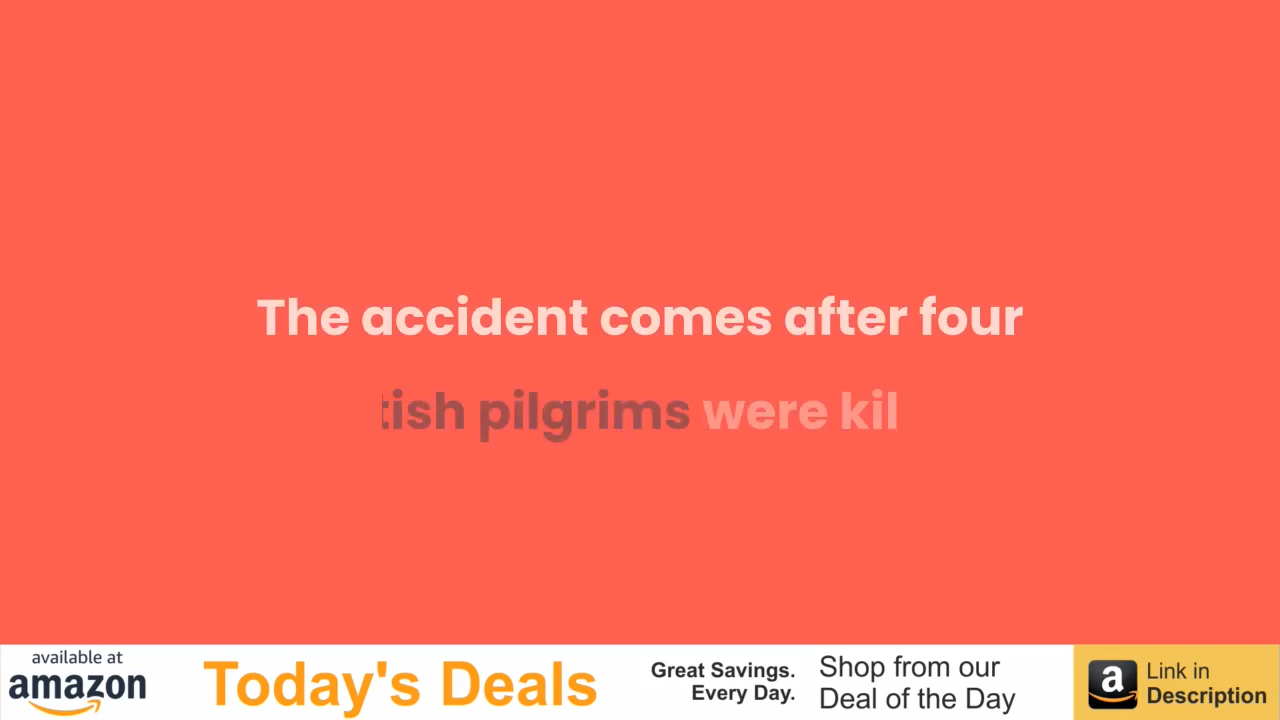 The accident comes after four
tish pilgrims were kil
available at
amazon
Today's Deals
Great Savings.
Every Day.
Shop from our
Deal of the Day
a
Link in
Description